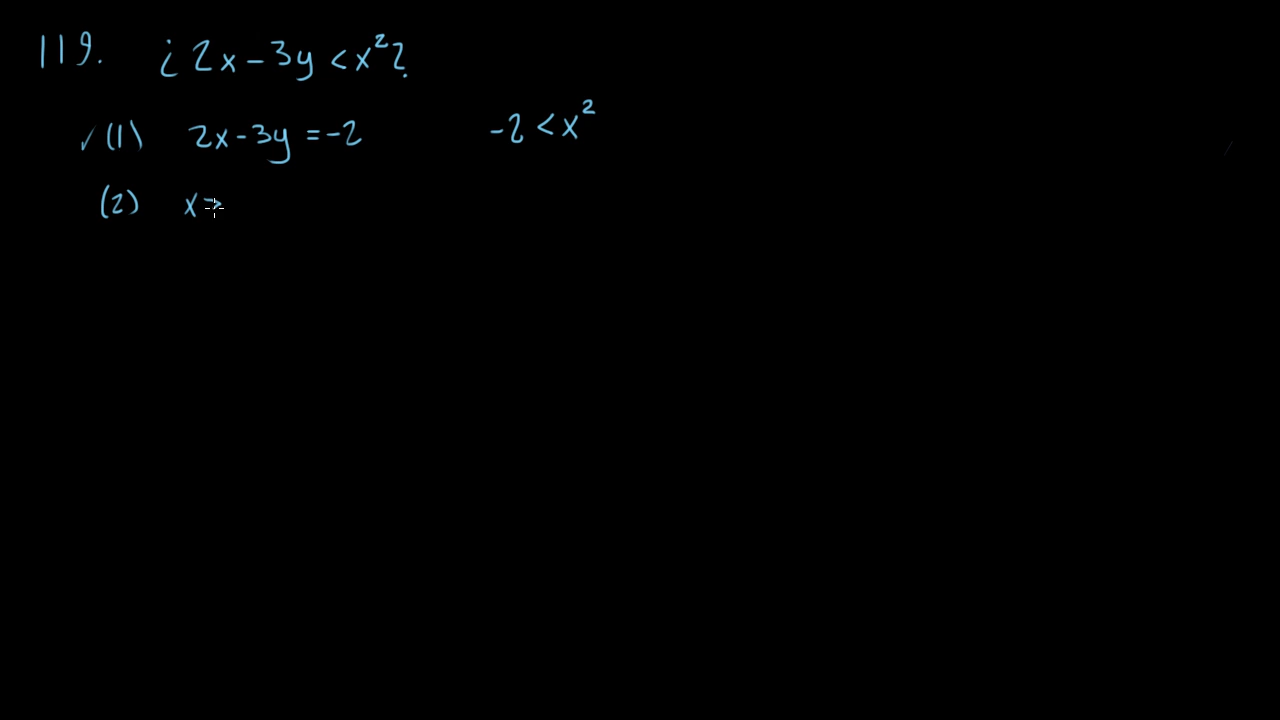 119. ¿2x-3y<x²?
(1) 2x-3y=-2 -2<x²
(2) x